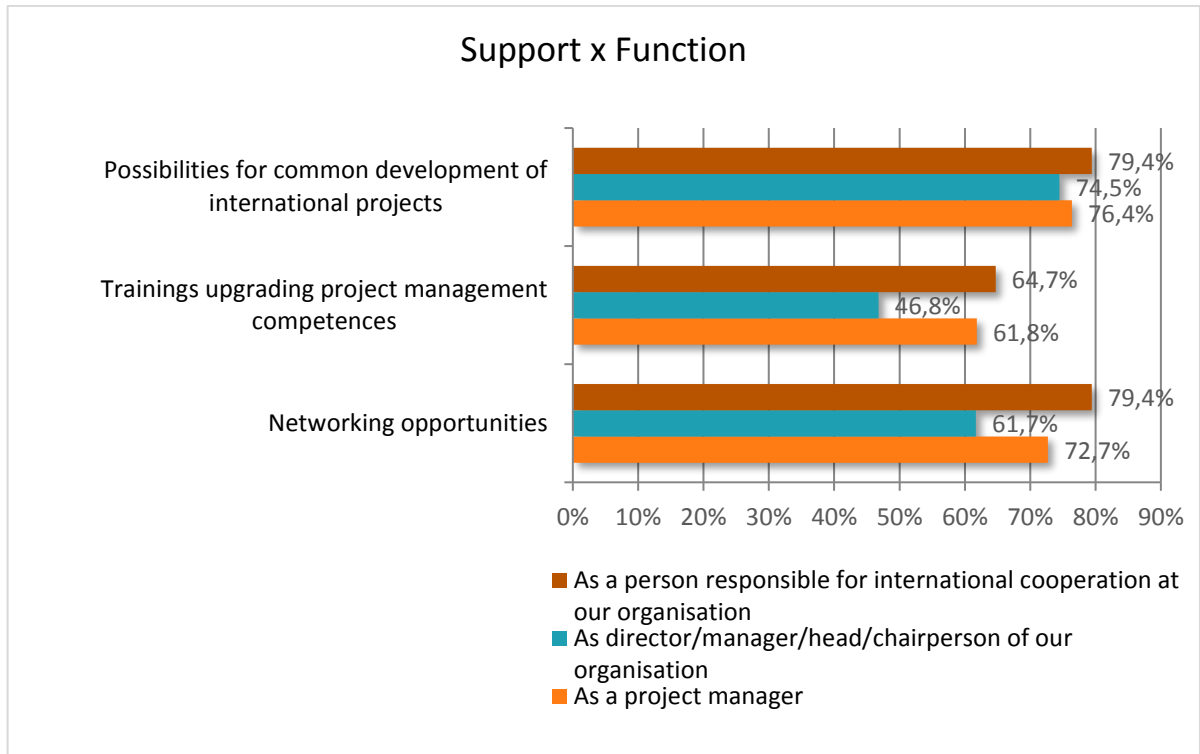 Support x Function
Possibilities for common development of
international projects
79,4%
74,5%
76,4%
Trainings upgrading project management
competences
64,7%
46,8%
61,8%
Networking opportunities
79,4%
61,7%
72,7%
0% 10% 20% 30% 40% 50% 60% 70% 80% 90%
As a person responsible for international cooperation at
our organisation
As director/manager/head/chairperson of our
organisation
As a project manager